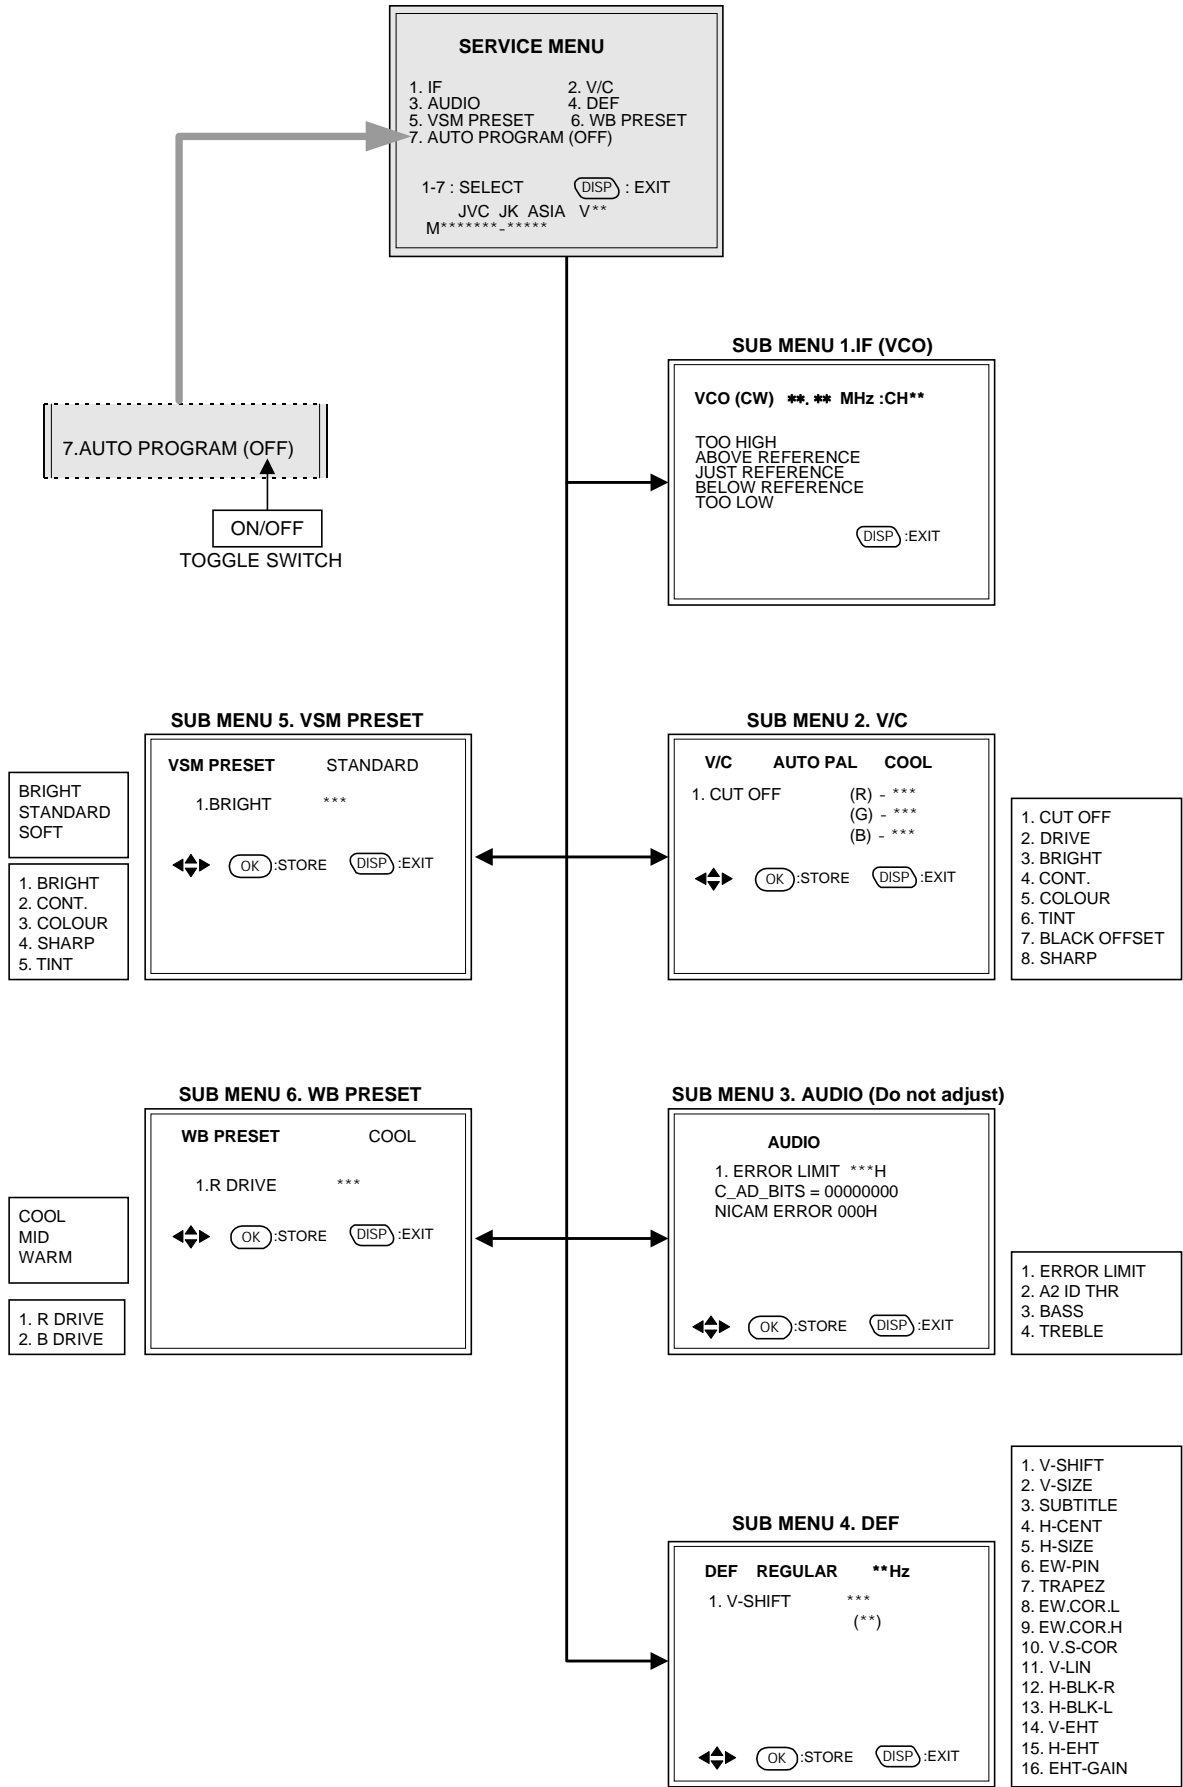 SERVICE MENU
1. IF 2. V/C
3. AUDIO 4. DEF
5. VSM PRESET 6. WB PRESET
7. AUTO PROGRAM (OFF)
1-7 : SELECT DISP : EXIT
JVC JK ASIA V**
M*******-*****
7.AUTO PROGRAM (OFF)
ON/OFF
TOGGLE SWITCH
SUB MENU 1.IF (VCO)
VCO (CW) **.** MHz :CH**
TOO HIGH
ABOVE REFERENCE
JUST REFERENCE
BELOW REFERENCE
TOO LOW
DISP :EXIT
SUB MENU 5. VSM PRESET
VSM PRESET STANDARD
1.BRIGHT ***
OK :STORE DISP :EXIT
BRIGHT
STANDARD
SOFT
1. BRIGHT
2. CONT.
3. COLOUR
4. SHARP
5. TINT
SUB MENU 2. V/C
V/C AUTO PAL COOL
1. CUT OFF (R) - ***
(G) - ***
(B) - ***
OK :STORE DISP :EXIT
1. CUT OFF
2. DRIVE
3. BRIGHT
4. CONT.
5. COLOUR
6. TINT
7. BLACK OFFSET
8. SHARP
SUB MENU 6. WB PRESET
WB PRESET COOL
1.R DRIVE ***
OK :STORE DISP :EXIT
COOL
MID
WARM
1. R DRIVE
2. B DRIVE
SUB MENU 3. AUDIO (Do not adjust)
AUDIO
1. ERROR LIMIT ***H
C_AD_BITS = 00000000
NICAM ERROR 000H
OK :STORE DISP :EXIT
1. ERROR LIMIT
2. A2 ID THR
3. BASS
4. TREBLE
SUB MENU 4. DEF
DEF REGULAR **Hz
1. V-SHIFT ***
(**)
OK :STORE DISP :EXIT
1. V-SHIFT
2. V-SIZE
3. SUBTITLE
4. H-CENT
5. H-SIZE
6. EW-PIN
7. TRAPEZ
8. EW.COR.L
9. EW.COR.H
10. V.S-COR
11. V-LIN
12. H-BLK-R
13. H-BLK-L
14. V-EHT
15. H-EHT
16. EHT-GAIN